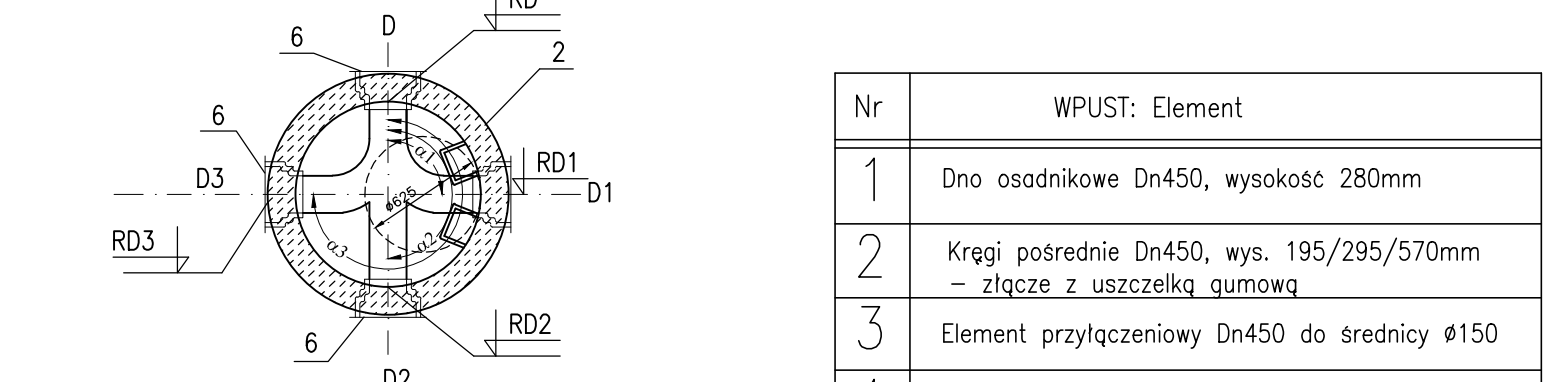 RD
D
6
2
6
α1
RD1
D3
ø625
D1
RD3
α3
α2
RD2
6
D2
Nr WPUST: Element
1 Dno osadnikowe Dn450, wysokość 280mm
2 Kręgi pośrednie Dn450, wys. 195/295/570mm
– złącze z uszczelką gumową
3 Element przyłączeniowy Dn450 do średnicy ø150